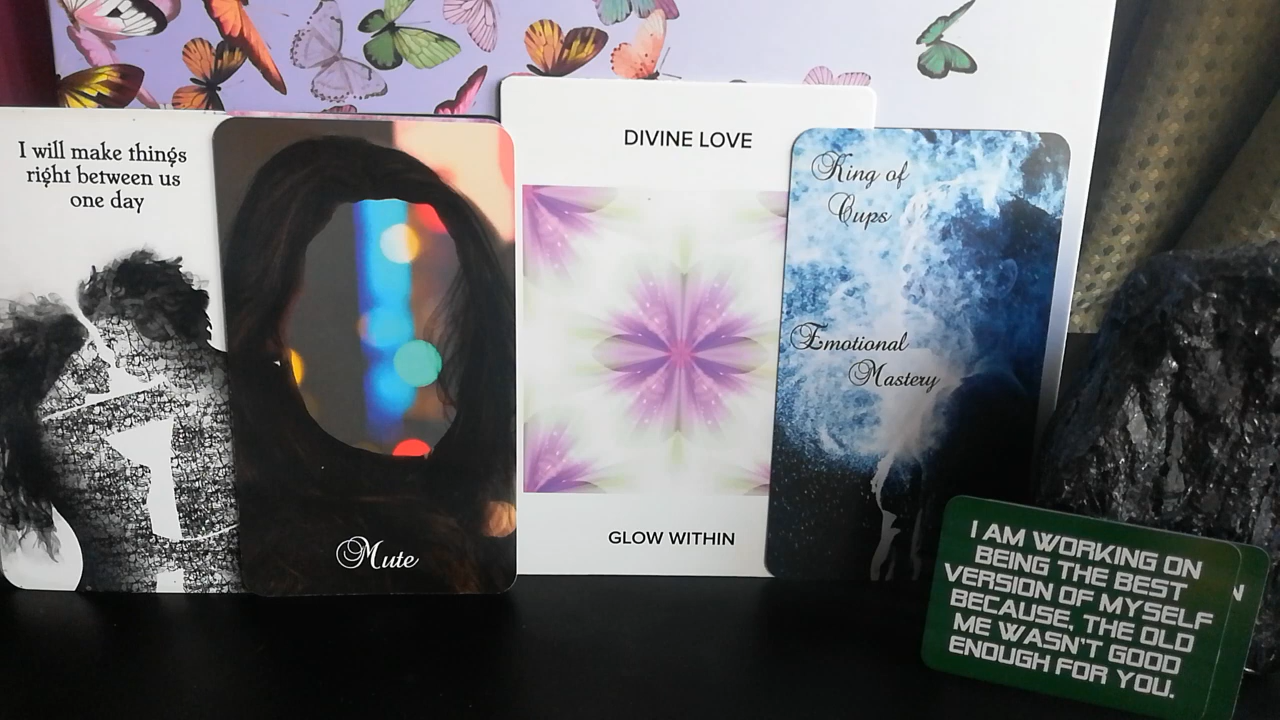 I will make things
right between us
one day
Mute
DIVINE LOVE
GLOW WITHIN
King of
Cups
Emotional
Mastery
I AM WORKING ON
BEING THE BEST
VERSION OF MYSELF
BECAUSE, THE OLD
ME WASN'T GOOD
ENOUGH FOR YOU.